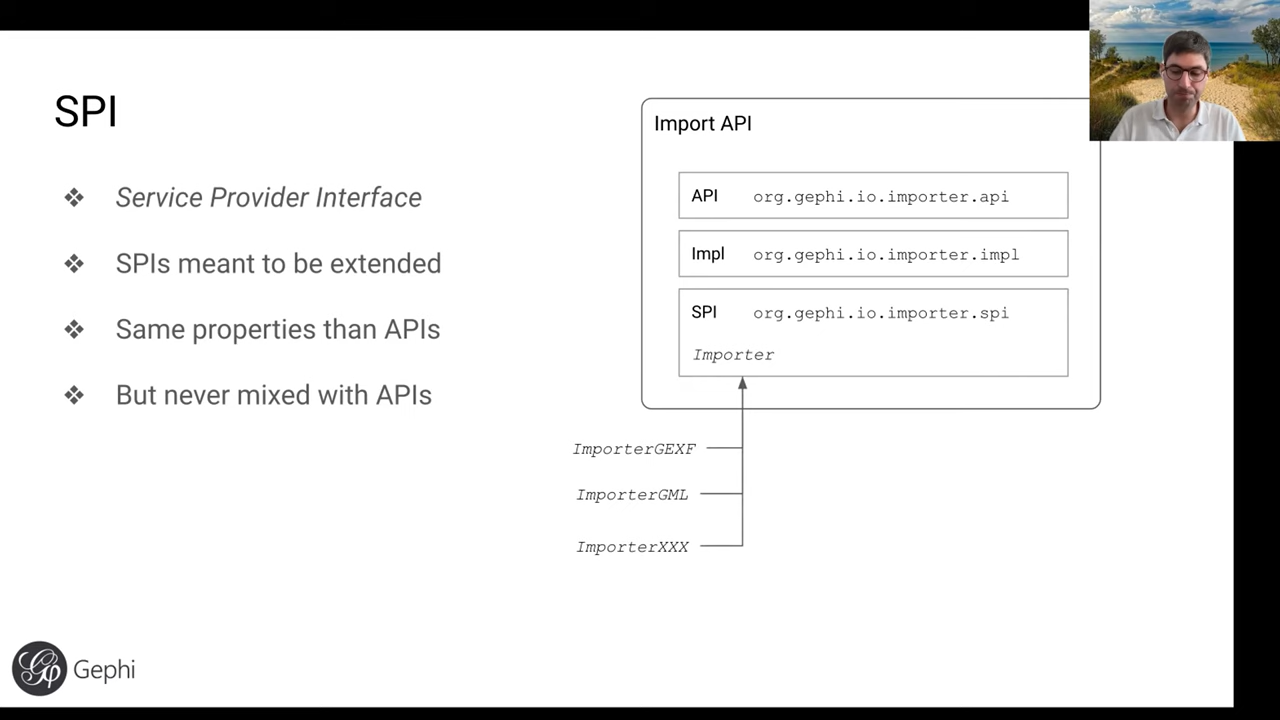 SPI
❖ Service Provider Interface
❖ SPIs meant to be extended
❖ Same properties than APIs
❖ But never mixed with APIs
Import API
API org.gephi.io.importer.api
Impl org.gephi.io.importer.impl
SPI org.gephi.io.importer.spi
Importer
ImporterGEXF
ImporterGML
ImporterXXX
Gephi